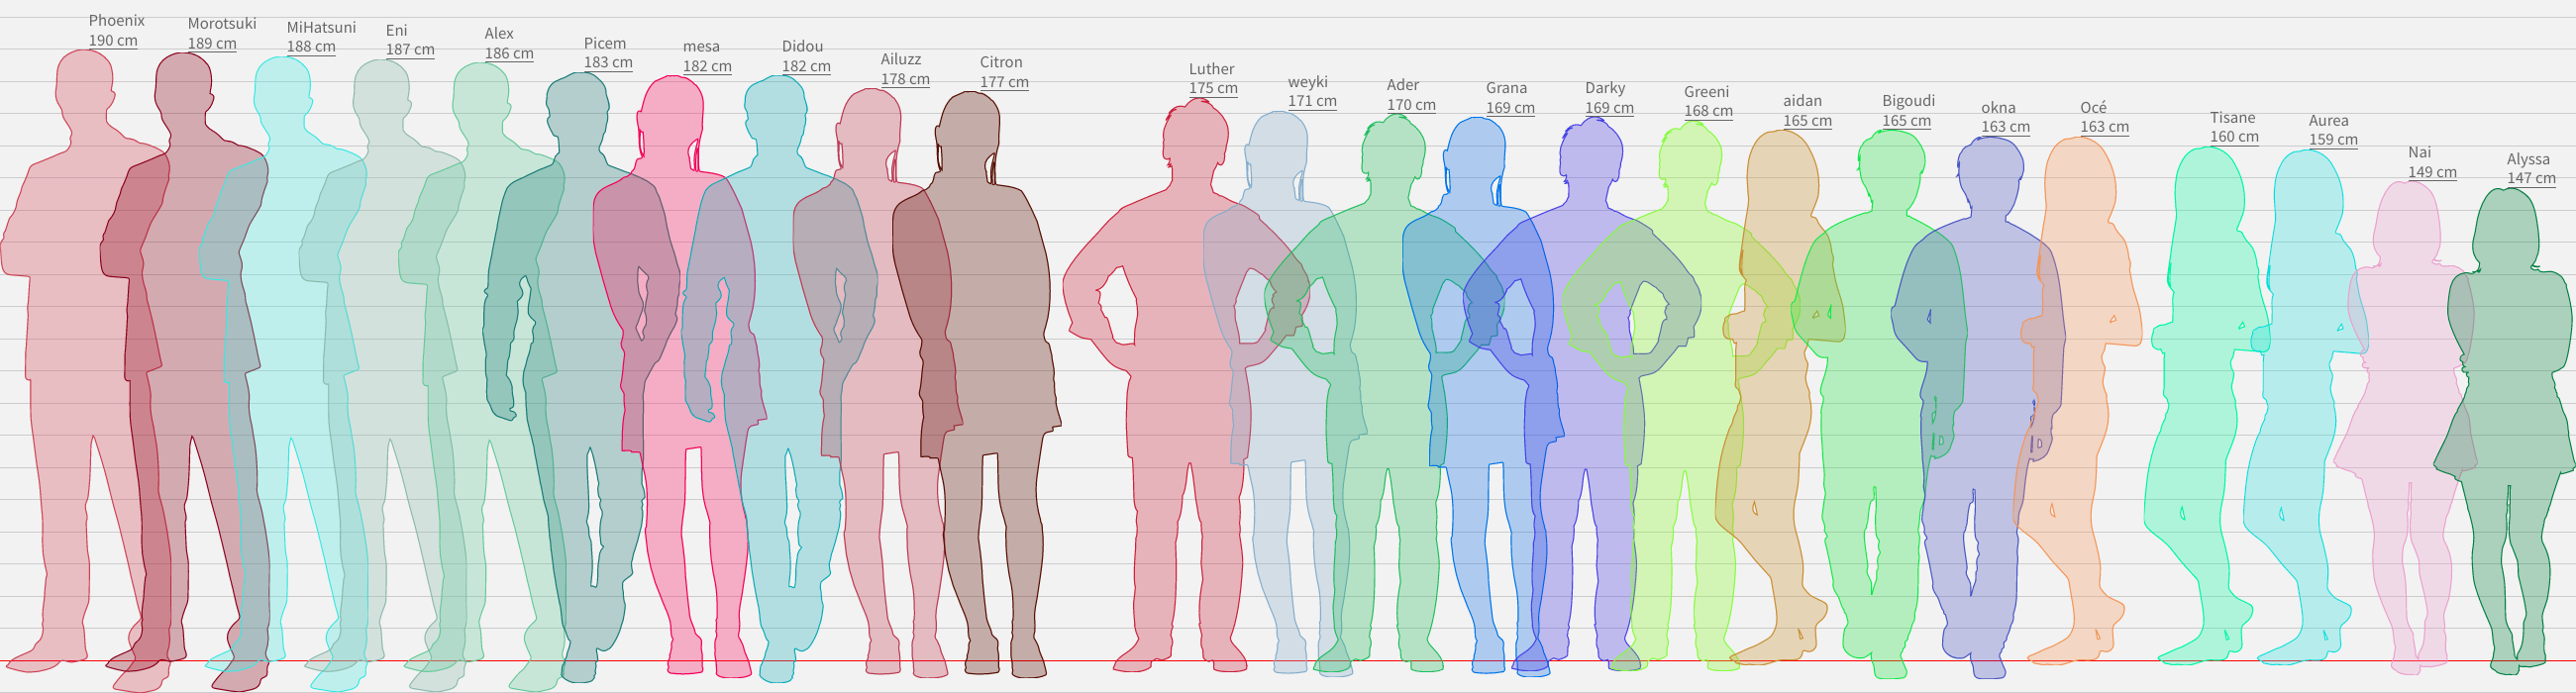 Phoenix
190 cm
Morotsuki
189 cm
MiHatsuni
188 cm
Eni
187 cm
Alex
186 cm
Picem
183 cm
mesa
182 cm
Didou
182 cm
Ailuzz
178 cm
Citron
177 cm
Luther
175 cm
weyki
171 cm
Ader
170 cm
Grana
169 cm
Darky
169 cm
Greeni
168 cm
aidan
165 cm
Bigoudi
165 cm
okna
163 cm
Océ
163 cm
Tisane
160 cm
Aurea
159 cm
Nai
149 cm
Alyssa
147 cm